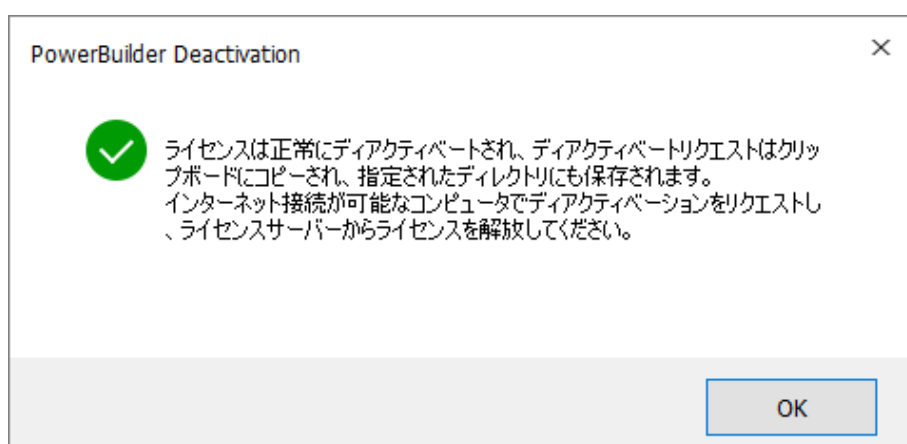 PowerBuilder Deactivation
ライセンスは正常にディアクティベートされ、ディアクティベートリクエストはクリッ
プボードにコピーされ、指定されたディレクトリにも保存されます。
インターネット接続が可能なコンピュータでディアクティベーションをリクエストし
、ライセンスサーバーからライセンスを解放してください。
OK